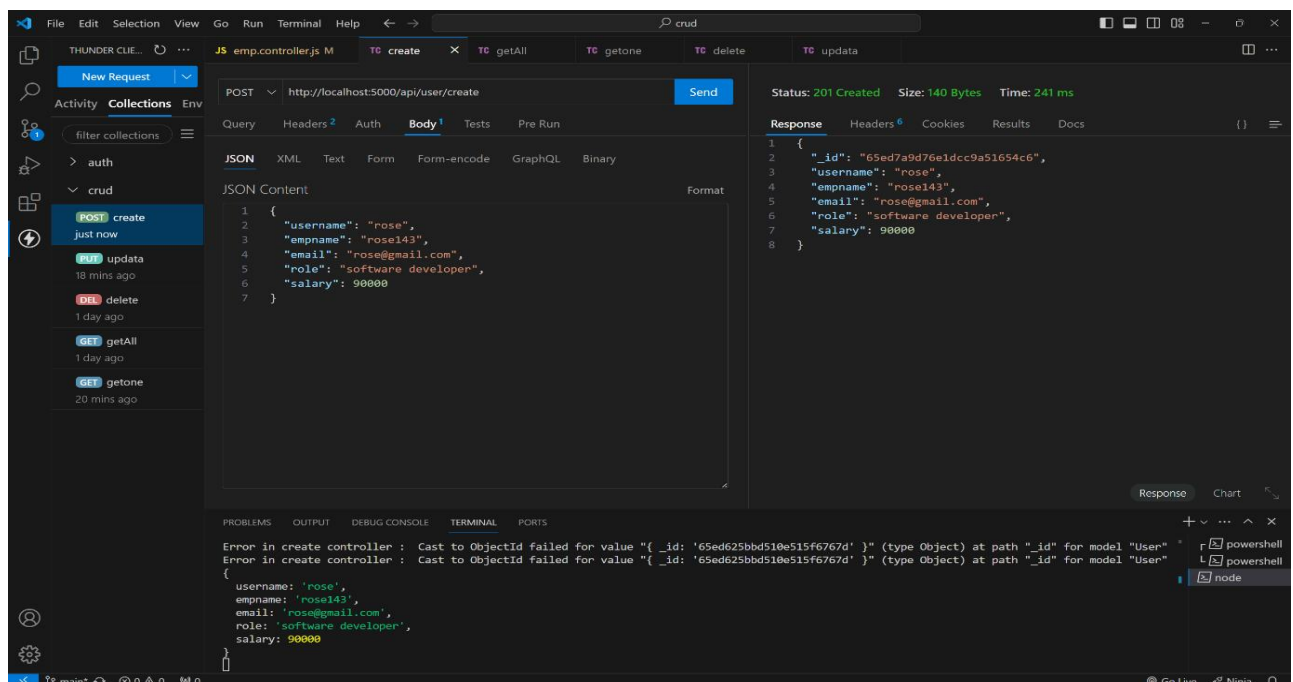 File Edit Selection View Go Run Terminal Help
crud
THUNDER CLIE...
JS emp.controller.js M
TC create
TC getAll
TC getone
TC delete
TC updata
New Request
Activity Collections Env
filter collections
auth
crud
POST create
just now
PUT updata
18 mins ago
DEL delete
1 day ago
GET getAll
1 day ago
GET getone
20 mins ago
POST http://localhost:5000/api/user/create Send
Query Headers 2 Auth Body 1 Tests Pre Run
JSON XML Text Form Form-encode GraphQL Binary
JSON Content Format
1 {
2 "username": "rose",
3 "empname": "rose143",
4 "email": "rose@gmail.com",
5 "role": "software developer",
6 "salary": 90000
7 }
Status: 201 Created Size: 140 Bytes Time: 241 ms
Response Headers 6 Cookies Results Docs {}
1 {
2 "_id": "65ed7a9d76e1dcc9a51654c6",
3 "username": "rose",
4 "empname": "rose143",
5 "email": "rose@gmail.com",
6 "role": "software developer",
7 "salary": 90000
8 }
Response Chart
PROBLEMS OUTPUT DEBUG CONSOLE TERMINAL PORTS
Error in create controller : Cast to ObjectId failed for value "{ _id: '65ed625bbd510e515f6767d' }" (type Object) at path "_id" for model "User"
Error in create controller : Cast to ObjectId failed for value "{ _id: '65ed625bbd510e515f6767d' }" (type Object) at path "_id" for model "User"
{
username: 'rose',
empname: 'rose143',
email: 'rose@gmail.com',
role: 'software developer',
salary: 90000
}
powershell
powershell
node
main* 0 0 0
Go Live Ninja